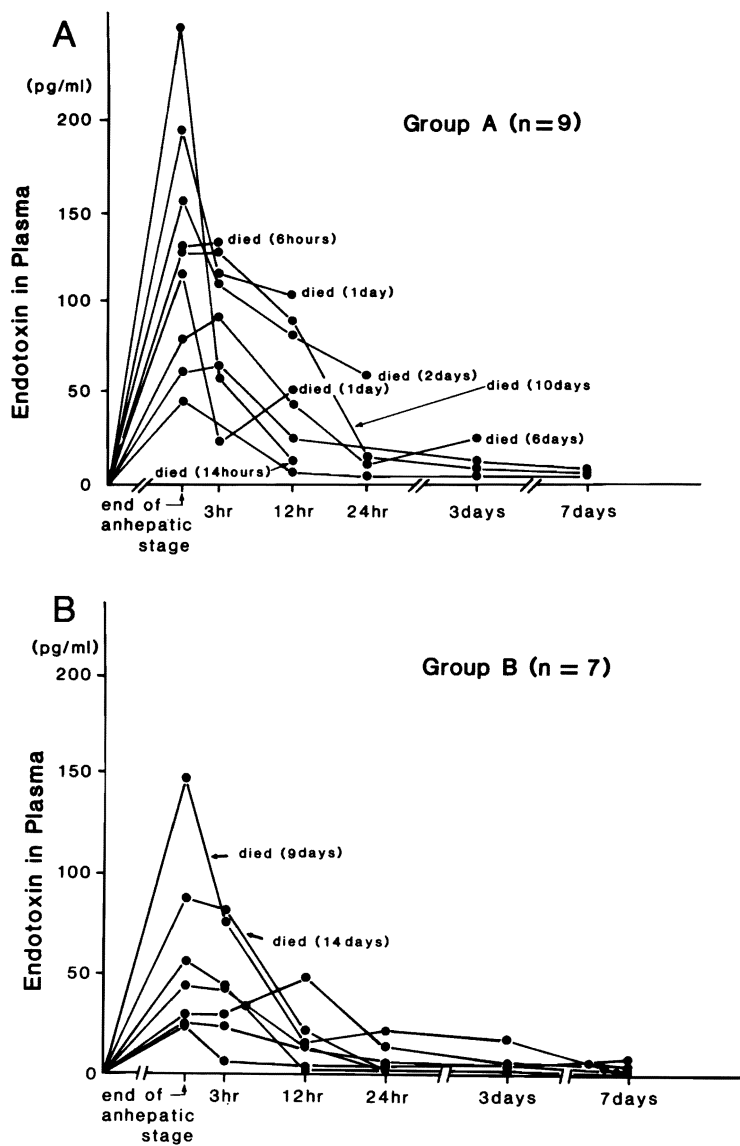 A
(pg/ml)
Group A (n=9)
200
150
100
50
0
Endotoxin in Plasma
died (6hours)
died (1day)
died (2days)
died (10days
died (1day)
died (6days)
died (14hours)
end of
anhepatic
stage
3hr
12hr
24hr
3days
7days
B
(pg/ml)
Group B (n = 7)
200
150
100
50
0
Endotoxin in Plasma
died (9days)
died (14days)
end of
anhepatic
stage
3hr
12hr
24hr
3days
7days